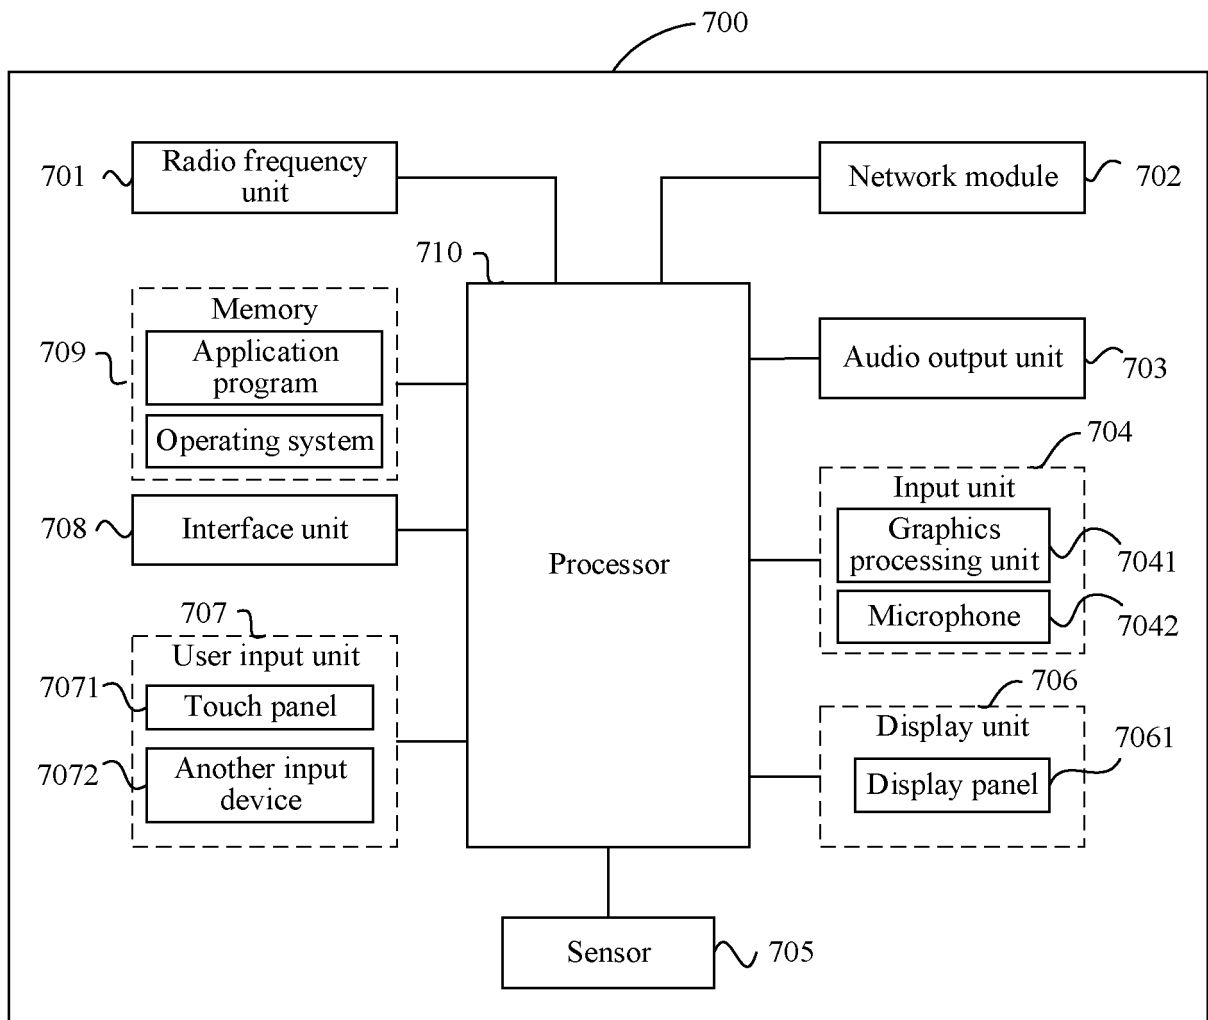 700
701
Radio frequency
unit
Network module
702
710
Memory
709
Application
program
Operating system
Audio output unit
703
704
Input unit
Graphics
processing unit
7041
Microphone
7042
708
Interface unit
Processor
707
User input unit
7071
Touch panel
7072
Another input
device
706
Display unit
7061
Display panel
Sensor
705